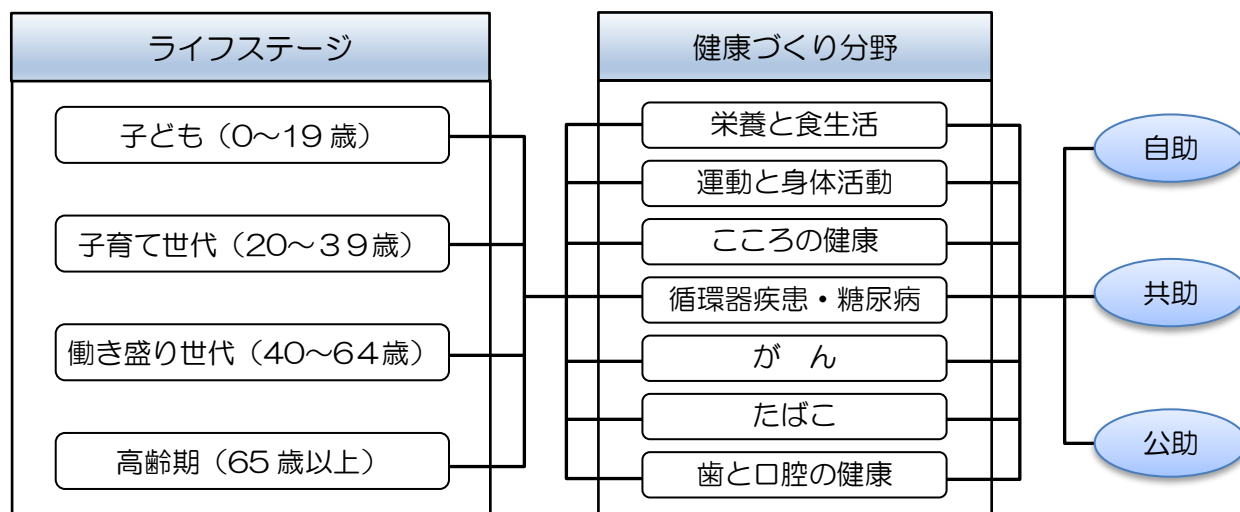 ライフステージ
子ども（0～19歳）
子育て世代（20～39歳）
働き盛り世代（40～64歳）
高齢期（65歳以上）
健康づくり分野
栄養と食生活
運動と身体活動
こころの健康
循環器疾患・糖尿病
が　ん
たばこ
歯と口腔の健康
自助
共助
公助